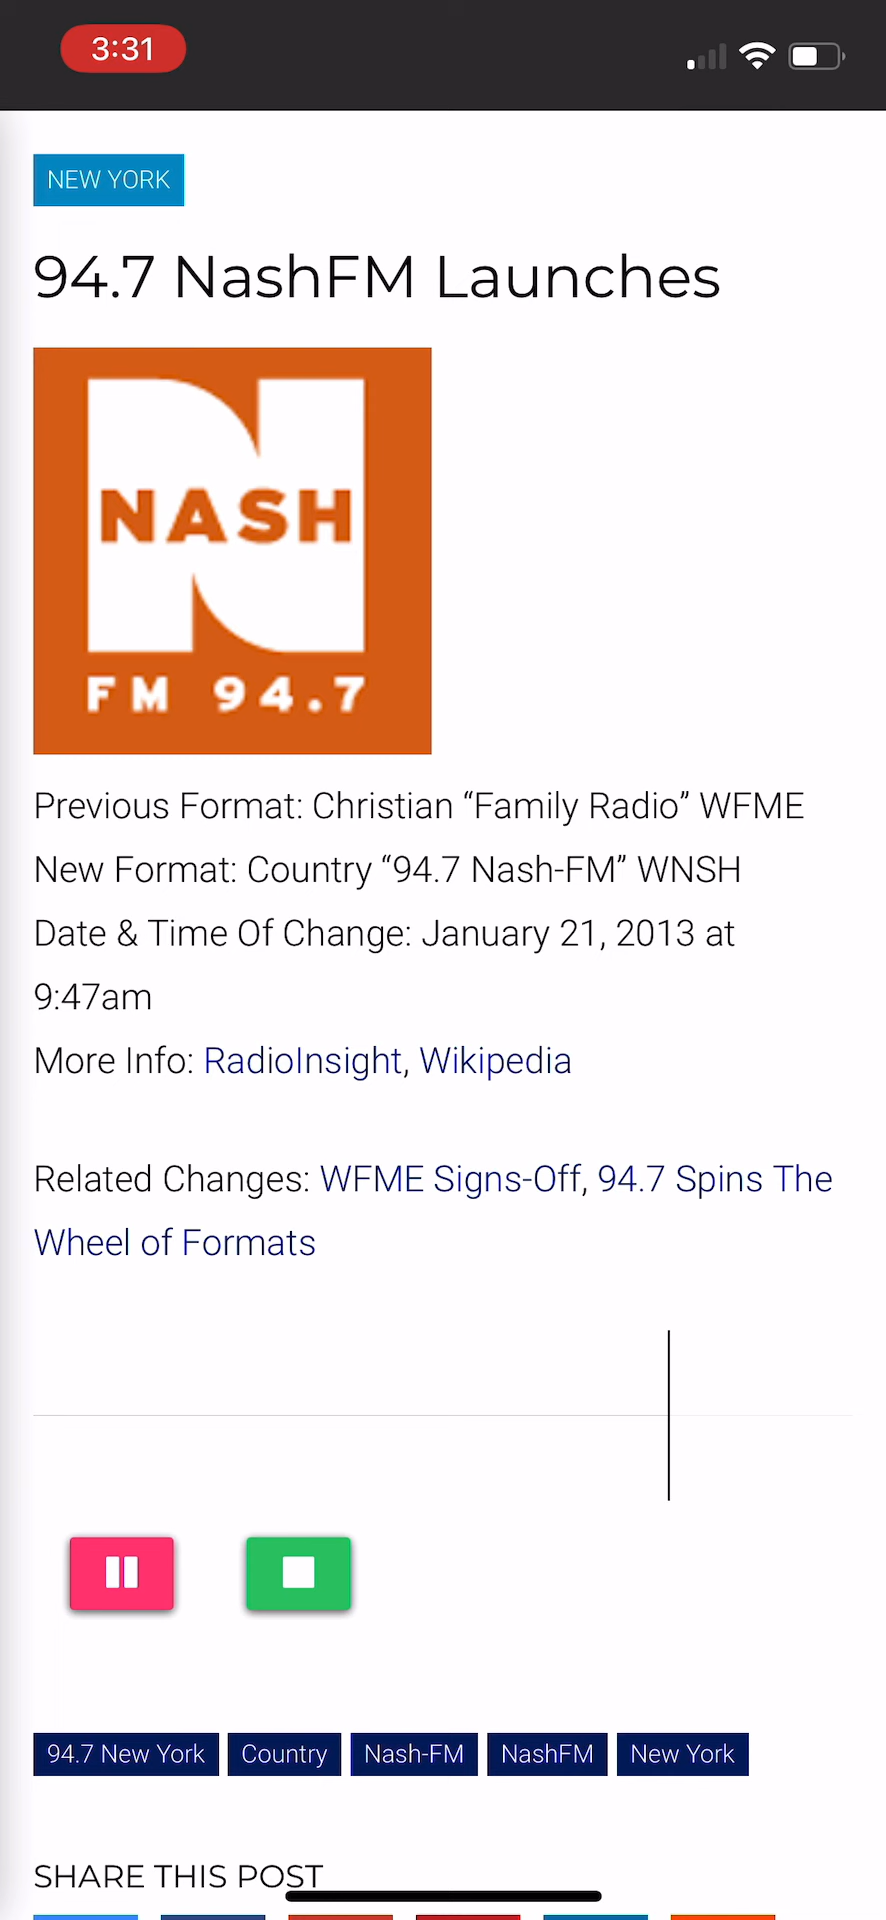 3:31
NEW YORK
94.7 NashFM Launches
NASH
FM 94.7
Previous Format: Christian “Family Radio” WFME
New Format: Country “94.7 Nash-FM” WNSH
Date & Time Of Change: January 21, 2013 at
9:47am
More Info: RadioInsight, Wikipedia
Related Changes: WFME Signs-Off, 94.7 Spins The
Wheel of Formats
94.7 New York Country Nash-FM NashFM New York
SHARE THIS POST